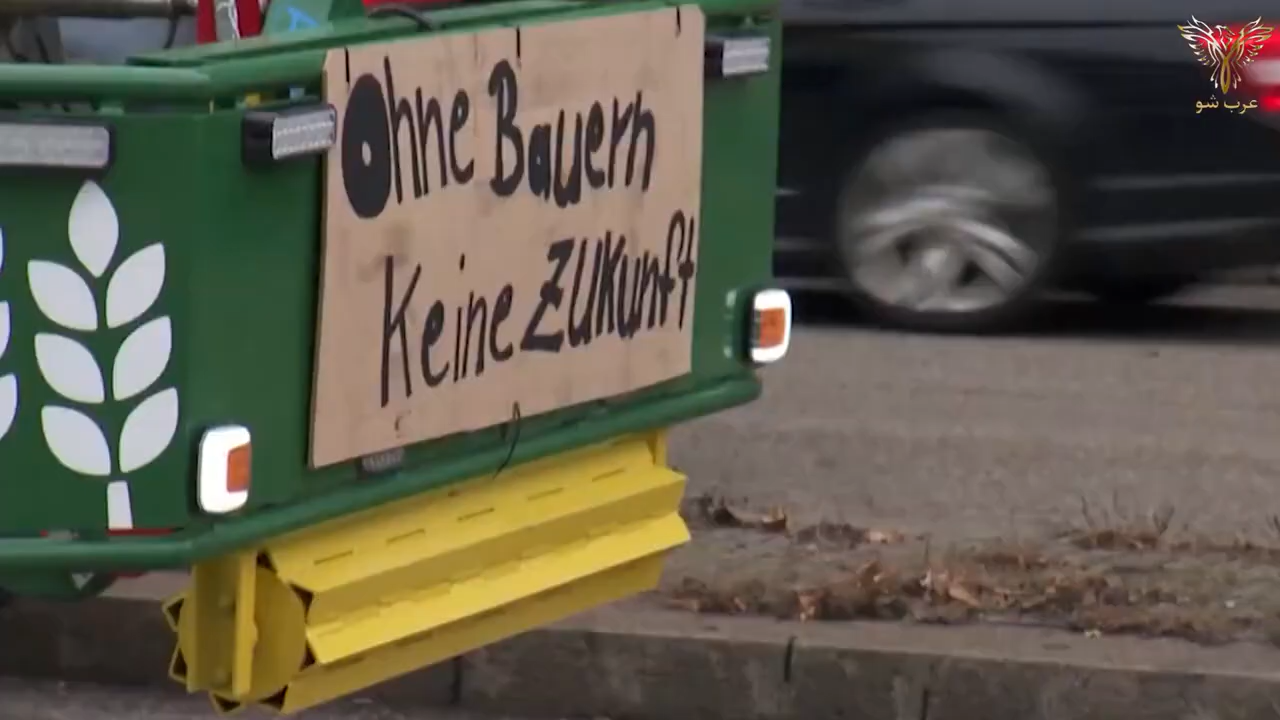 Ohne Bauern
Keine Zukunft
عرب شو